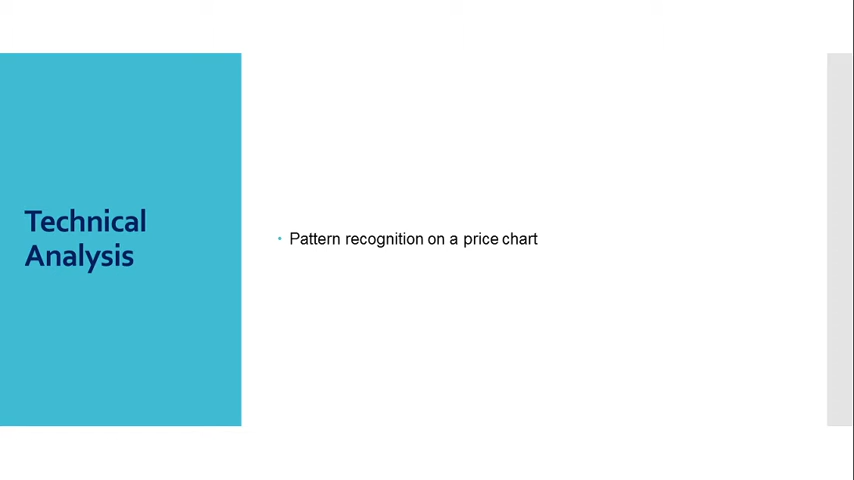 Technical
Analysis
• Pattern recognition on a price chart